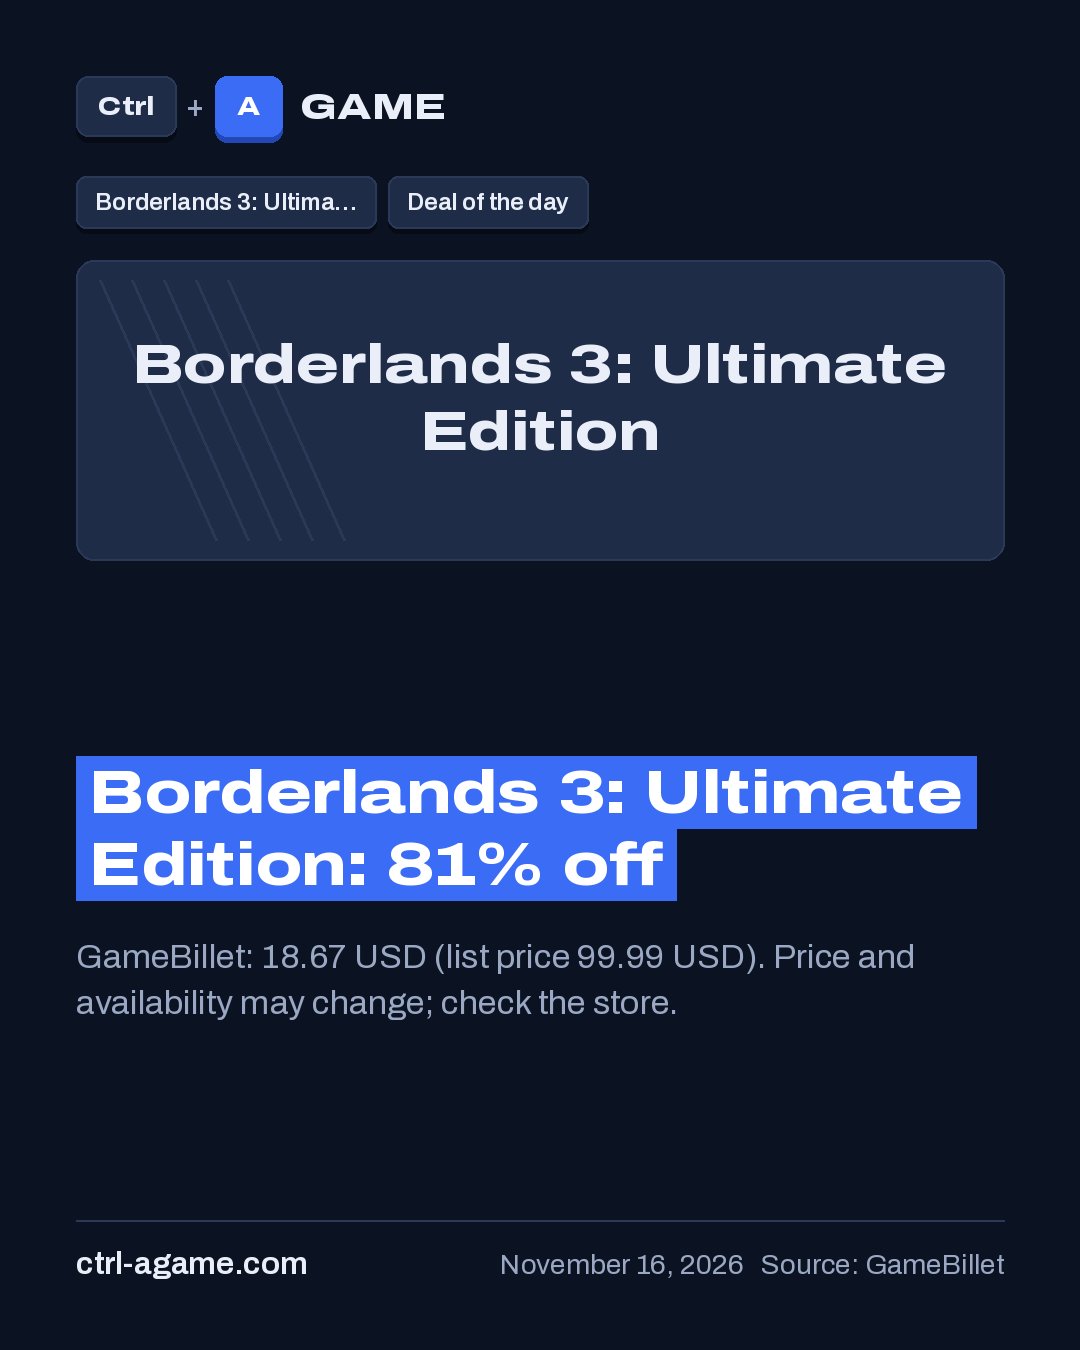 Ctrl + A GAME
Borderlands 3: Ultima... Deal of the day
Borderlands 3: Ultimate
Edition
Borderlands 3: Ultimate
Edition: 81% off
GameBillet: 18.67 USD (list price 99.99 USD). Price and
availability may change; check the store.
ctrl-agame.com November 16, 2026 Source: GameBillet